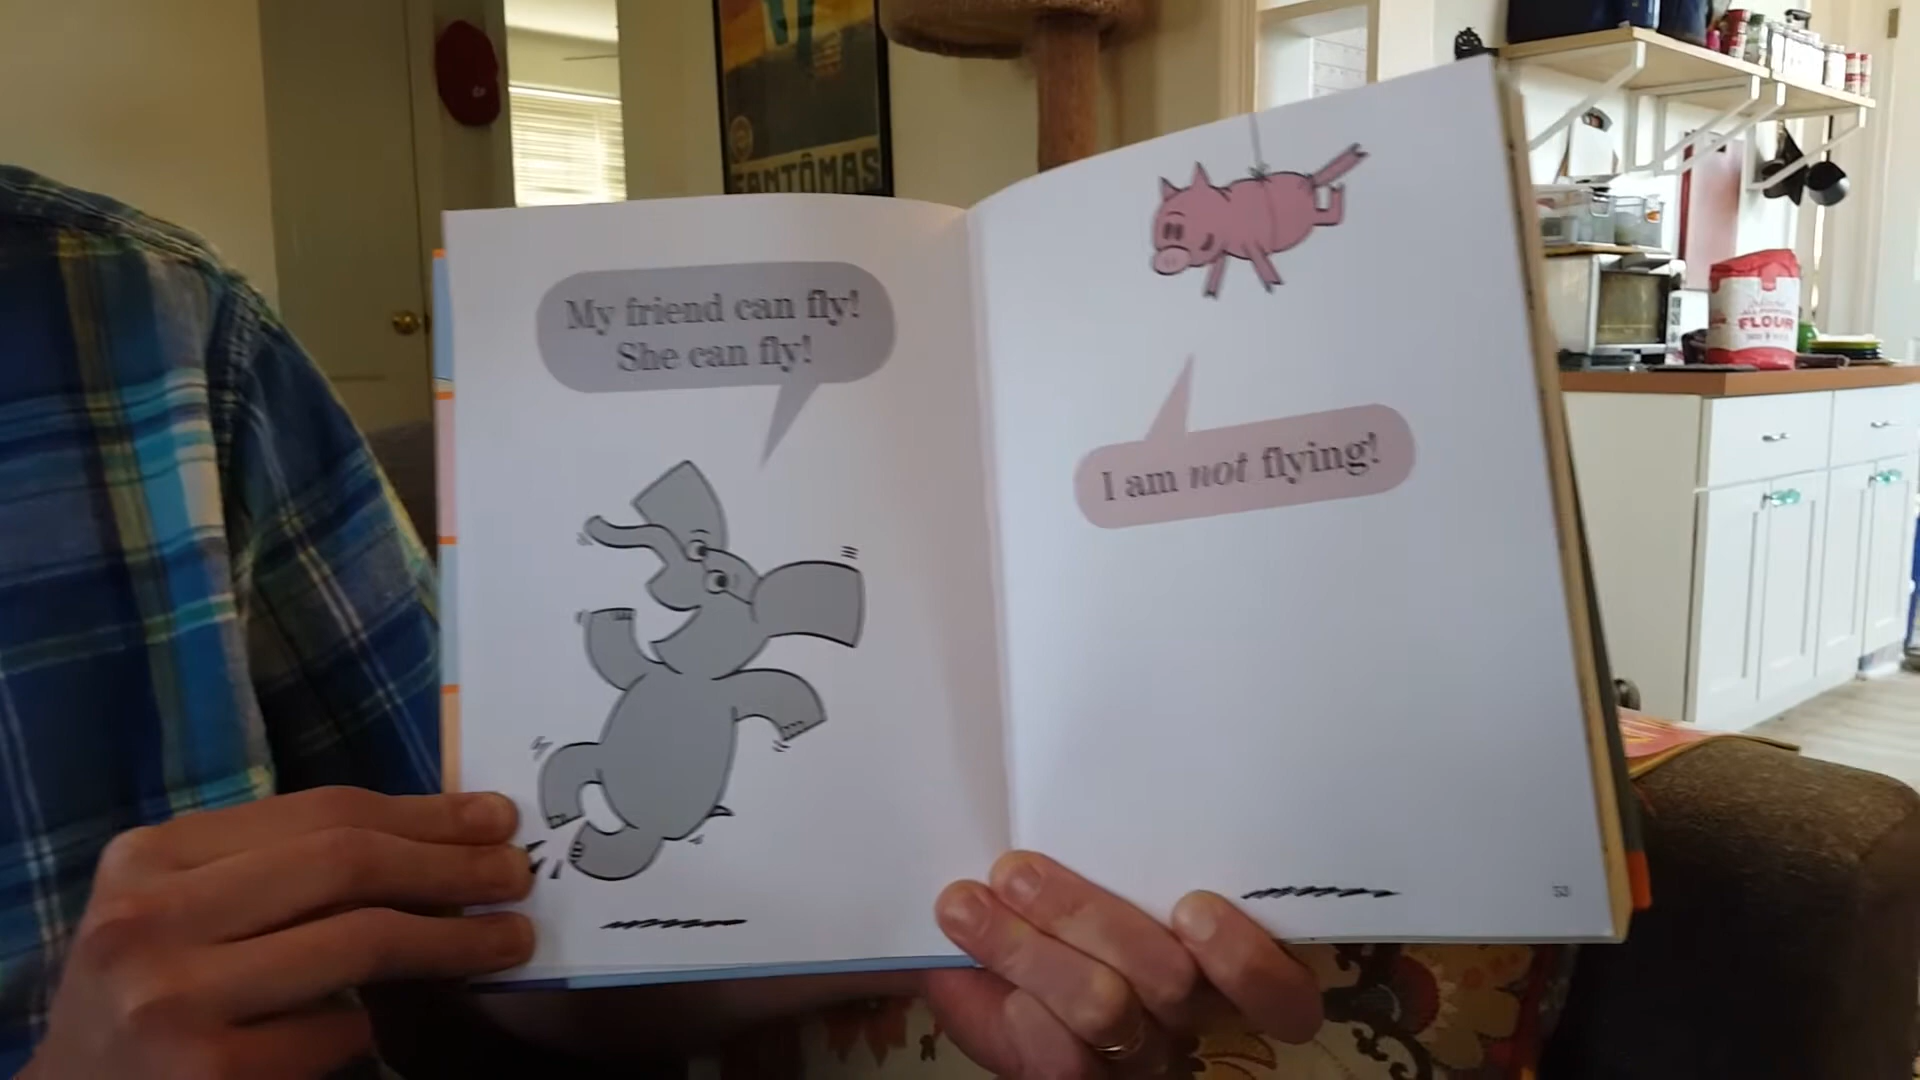 FANTÔMAS
My friend can fly!
She can fly!
I am not flying!
53
FLOUR